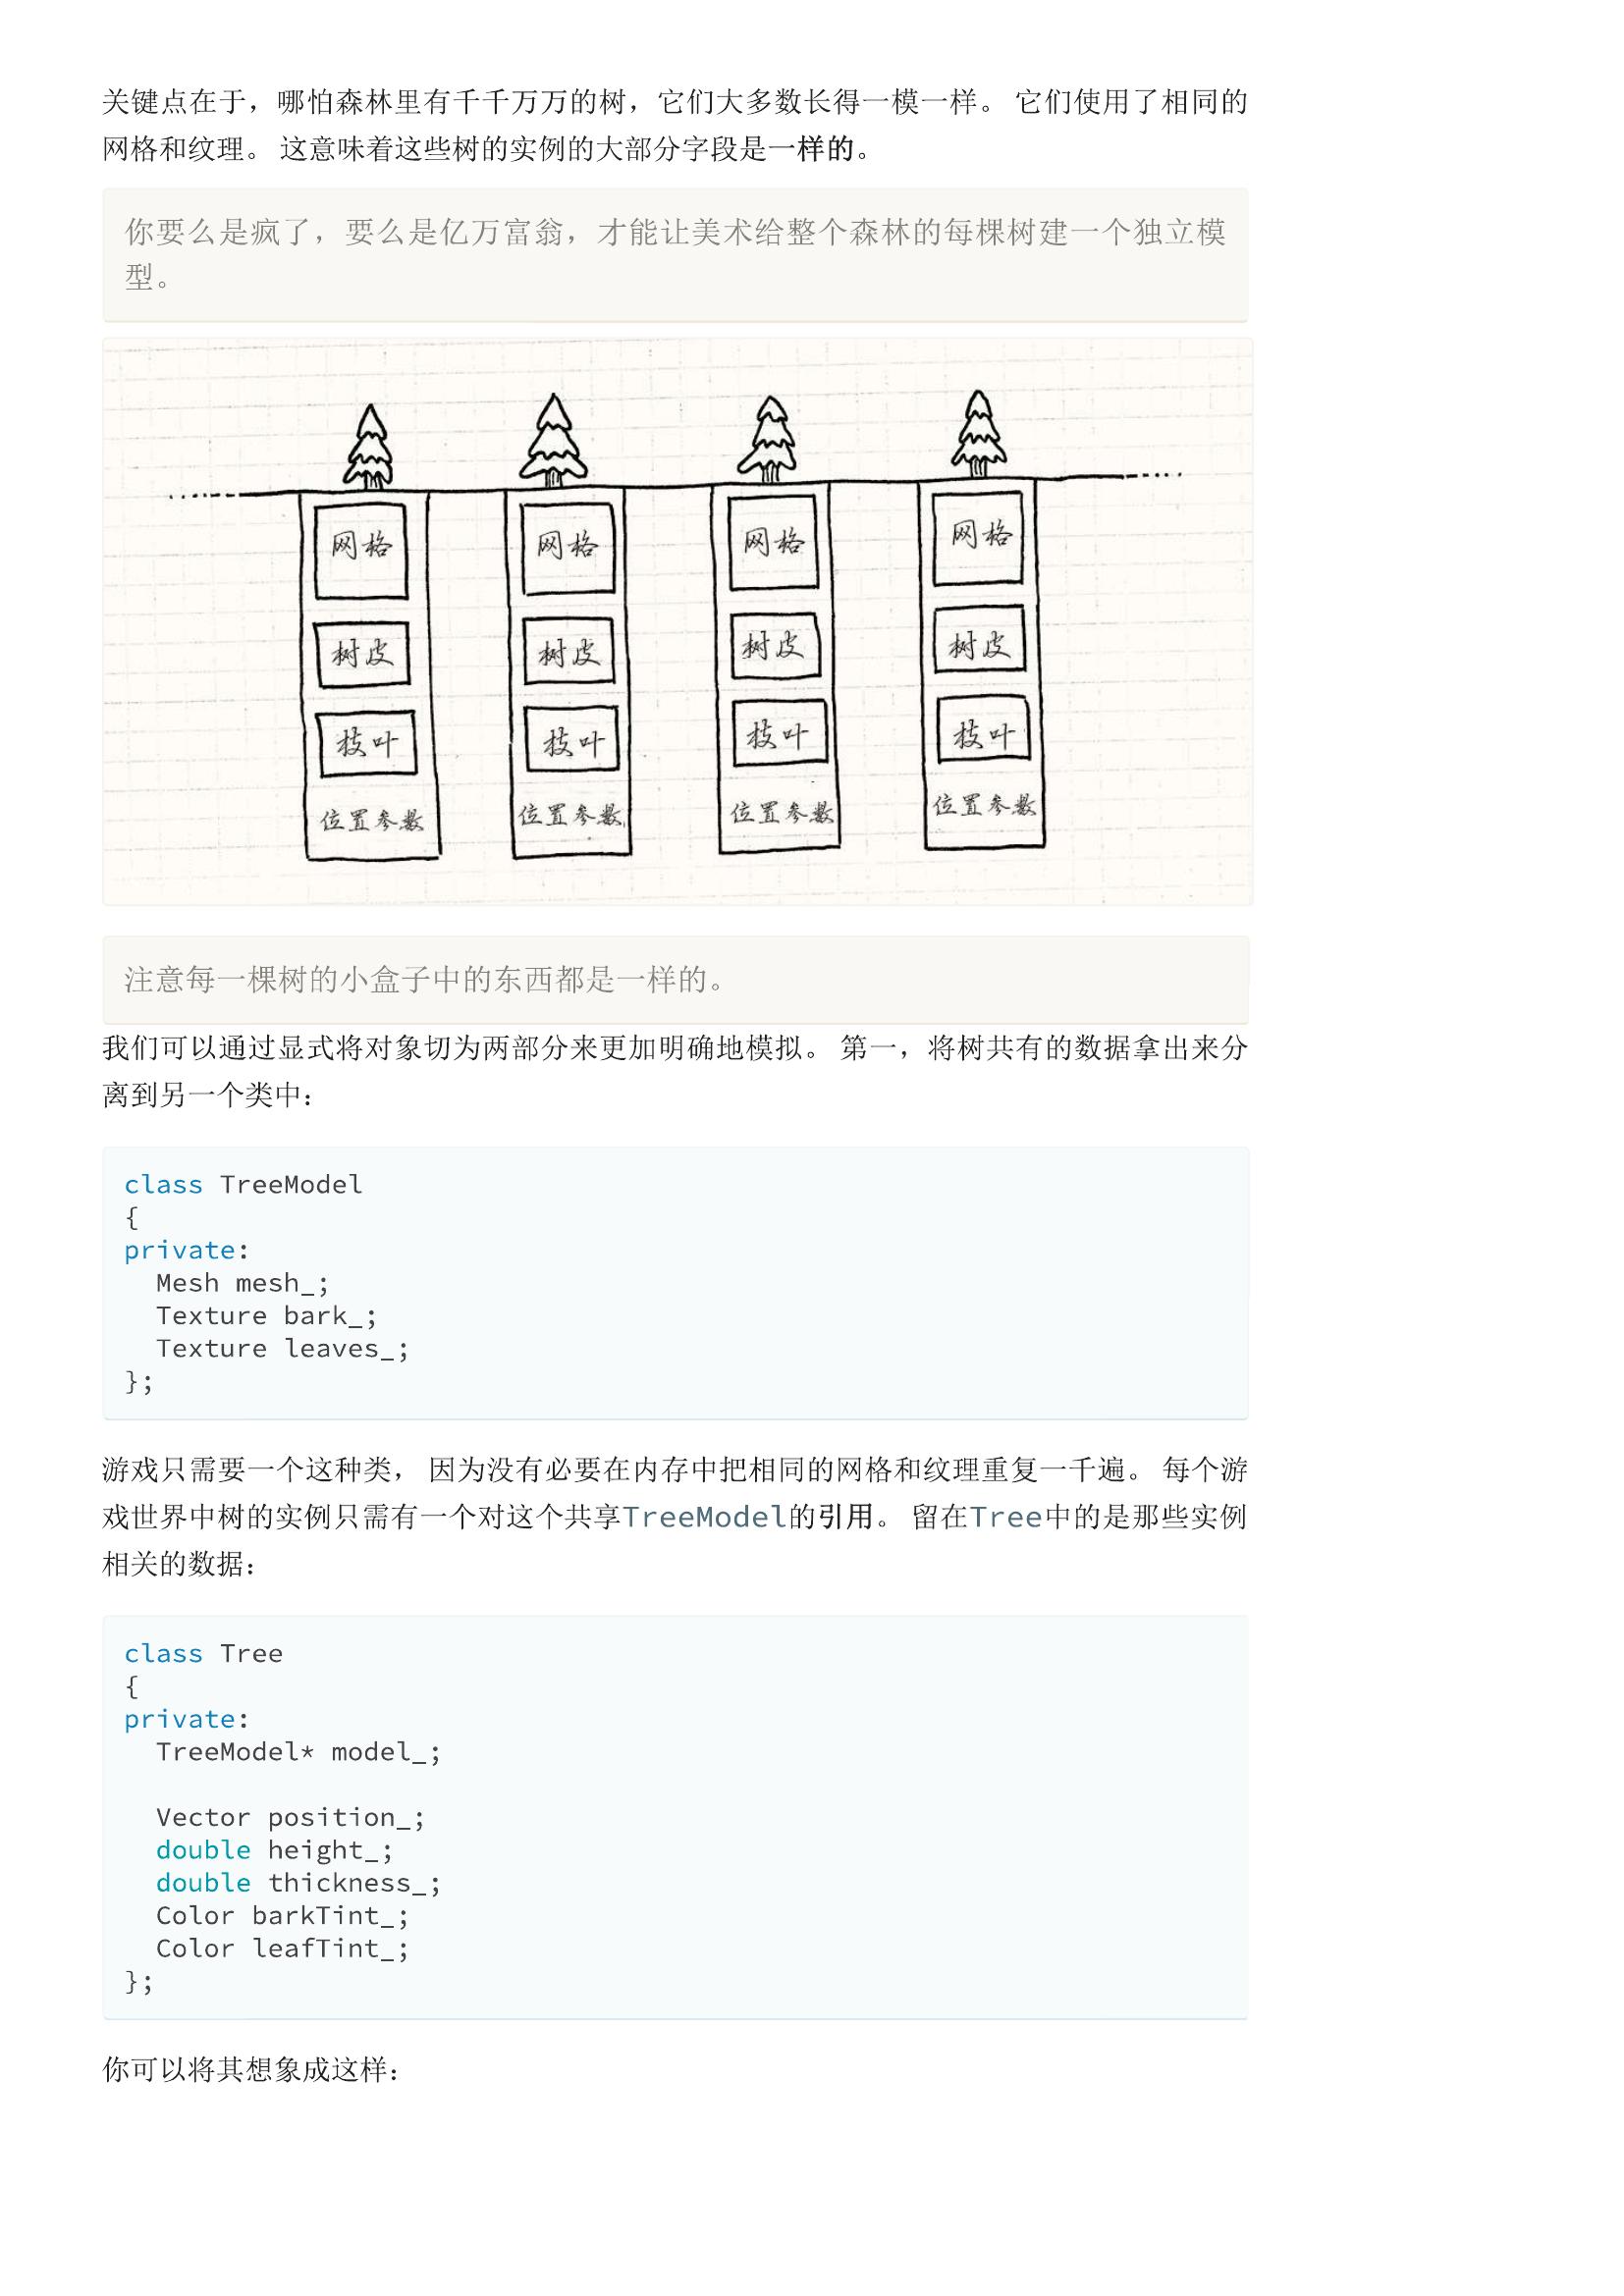 关键点在于，哪怕森林里有千千万万的树，它们大多数长得一模一样。 它们使用了相同的
网格和纹理。 这意味着这些树的实例的大部分字段是一样的。
你要么是疯了，要么是亿万富翁，才能让美术给整个森林的每棵树建一个独立模
型。
网格 网格 网格 网格
树皮 树皮 树皮 树皮
枝叶 枝叶 枝叶 枝叶
位置参数 位置参数 位置参数 位置参数
注意每一棵树的小盒子中的东西都是一样的。
我们可以通过显式将对象切为两部分来更加明确地模拟。 第一，将树共有的数据拿出来分
离到另一个类中：
class TreeModel
{
private:
  Mesh mesh_;
  Texture bark_;
  Texture leaves_;
};
游戏只需要一个这种类， 因为没有必要在内存中把相同的网格和纹理重复一千遍。 每个游
戏世界中树的实例只需有一个对这个共享TreeModel的引用。 留在Tree中的是那些实例
相关的数据：
class Tree
{
private:
  TreeModel* model_;
  Vector position_;
  double height_;
  double thickness_;
  Color barkTint_;
  Color leafTint_;
};
你可以将其想象成这样：